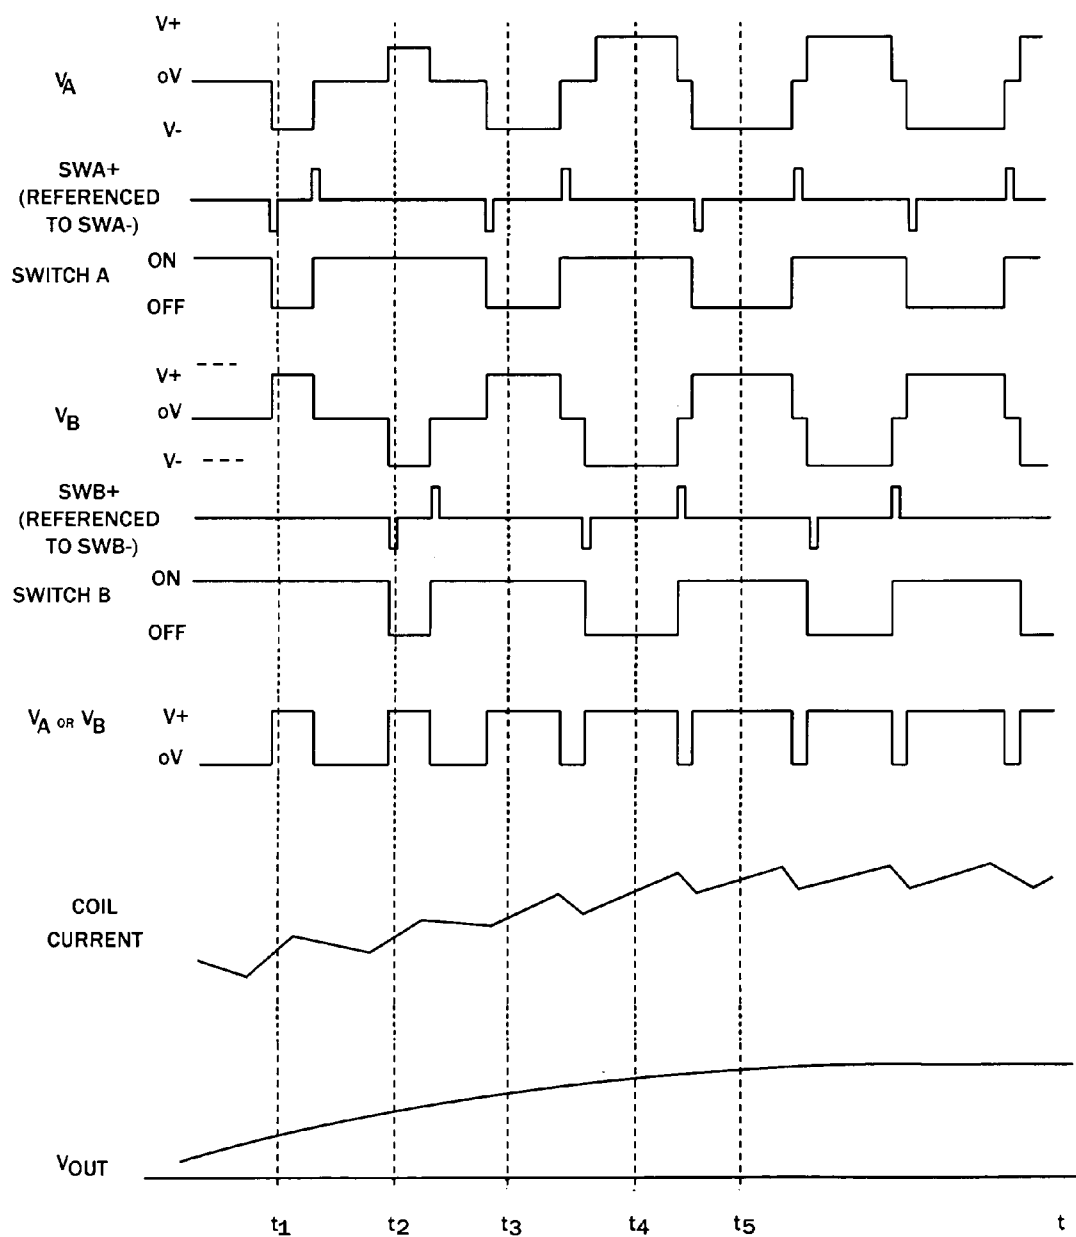 V+
VA
oV
V-
SWA+
(REFERENCED
TO SWA-)
ON
SWITCH A
OFF
V+
oV
VB
V-
SWB+
(REFERENCED
TO SWB-)
ON
SWITCH B
OFF
VA OR VB
V+
oV
COIL
CURRENT
VOUT
t1 t2 t3 t4 t5 t